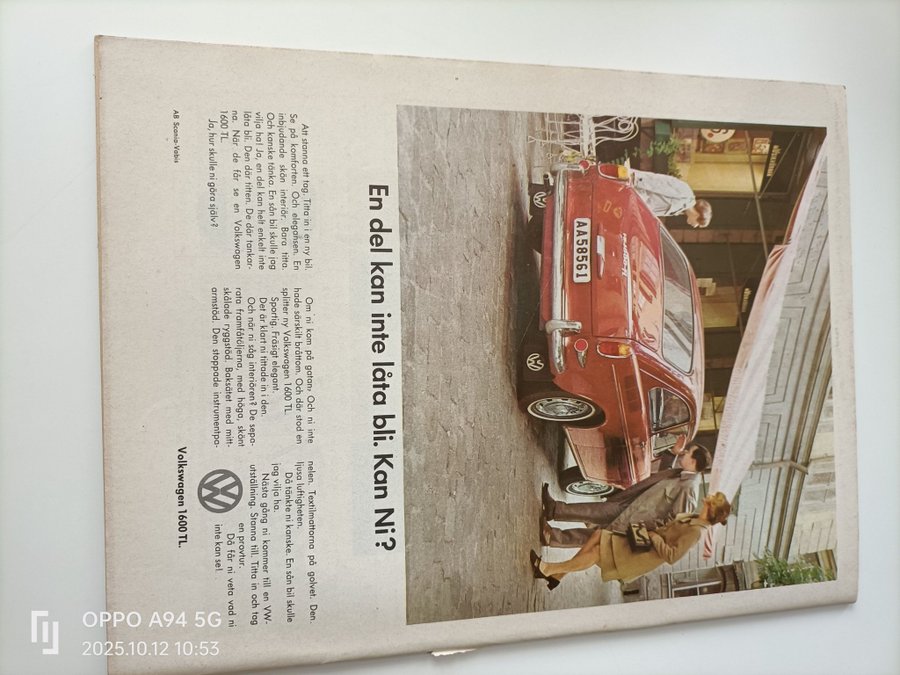 AA58561
En del kan inte låta bli. Kan Ni?
Att stanna ett tag. Titta in i en ny bil.
Se på komforten. Och elegansen. En
inbjudande skön interiör. Bara titta.
Och kanske tänka. En sån bil skulle jag
vilja ha! Ja, en del kan helt enkelt inte
låta bli. Den där titten. De där tankar-
na. När de får se en Volkswagen
1600 TL.
Ja, hur skulle ni göra själv?
Om ni kom på gatan. Och ni inte
hade särskilt bråttom. Och där stod en
splitter ny Volkswagen 1600 TL.
Sportig. Fräsigt elegant.
Det är klart ni tittade in i den.
Och när ni såg interiören? De sepa-
rata framfåtöljerna, med höga, skönt
skålade ryggstöd. Baksätet med mitt-
armstöd. Den stoppade instrumentpa-
nelen. Textilmattorna på golvet. Den
ljusa luftigheten.
Då tänkte ni kanske. En sån bil skulle
jag vilja ha.
Nästa gång ni kommer till en VW-
utställning. Stanna till. Titta in och tag
en provtur.
Då får ni veta vad ni
inte kan se!
Volkswagen 1600 TL.
AB Scania-Vabis
OPPO A94 5G
2025.10.12 10:53